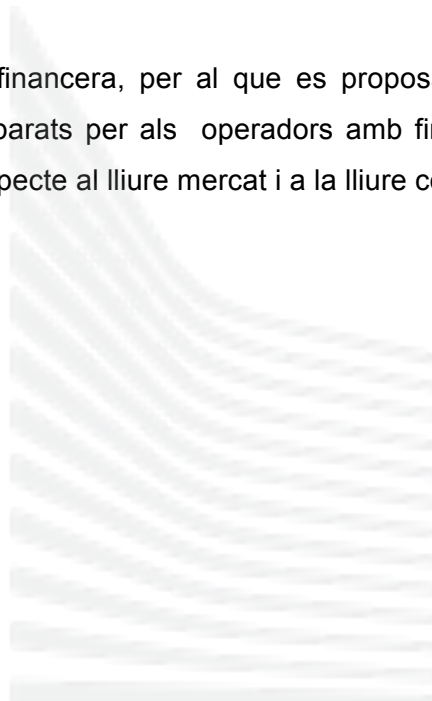 financera, per al que es propos
parats per als operadors amb fi
pecte al lliure mercat i a la lliure c